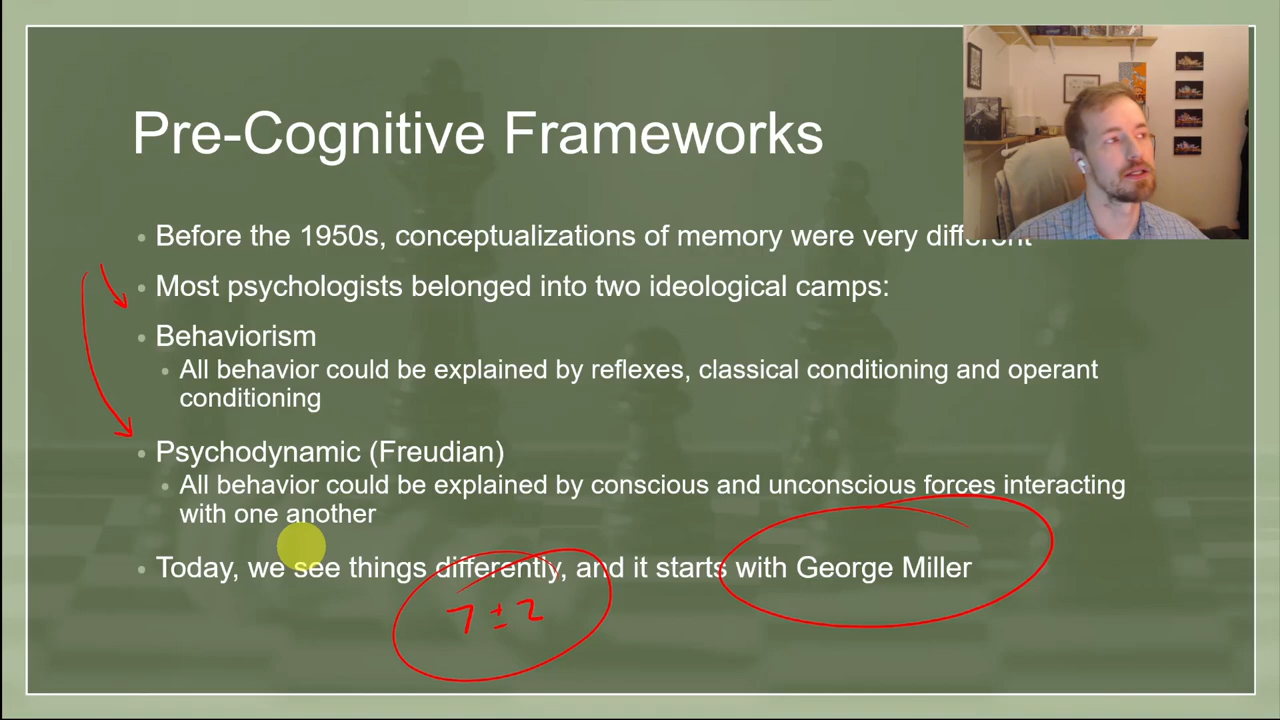 Pre-Cognitive Frameworks
Before the 1950s, conceptualizations of memory were very different
Most psychologists belonged into two ideological camps:
Behaviorism
All behavior could be explained by reflexes, classical conditioning and operant
conditioning
Psychodynamic (Freudian)
All behavior could be explained by conscious and unconscious forces interacting
with one another
Today, we see things differently, and it starts with George Miller
7 ± 2